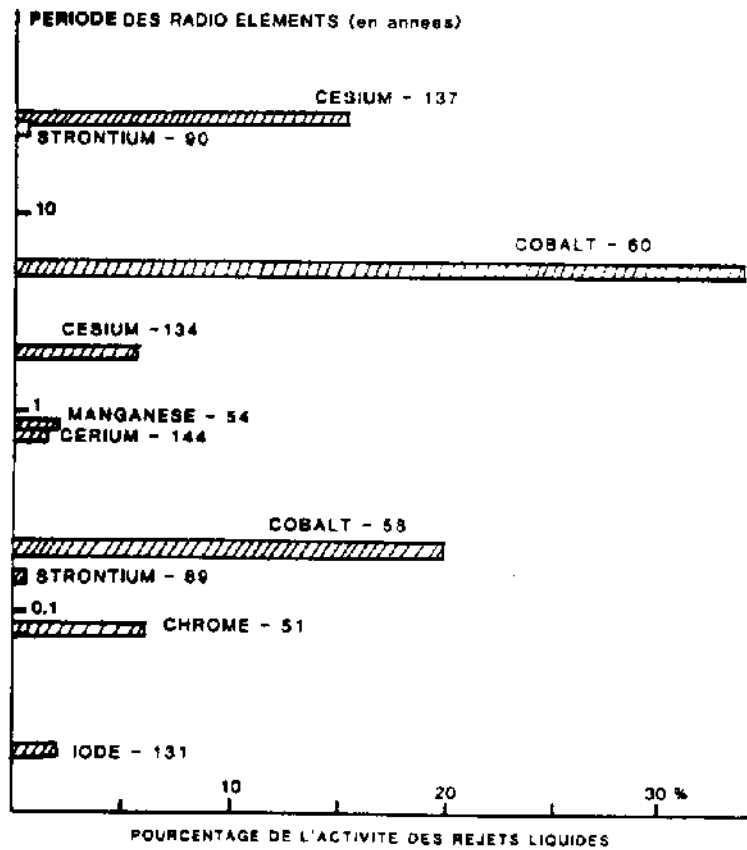 PERIODE DES RADIO ELEMENTS (en annees)
CESIUM - 137
STRONTIUM - 90
10
COBALT - 60
CESIUM - 134
1
MANGANESE - 54
CERIUM - 144
COBALT - 58
STRONTIUM - 89
0.1
CHROME - 51
IODE - 131
10 20 30 %
POURCENTAGE DE L'ACTIVITE DES REJETS LIQUIDES